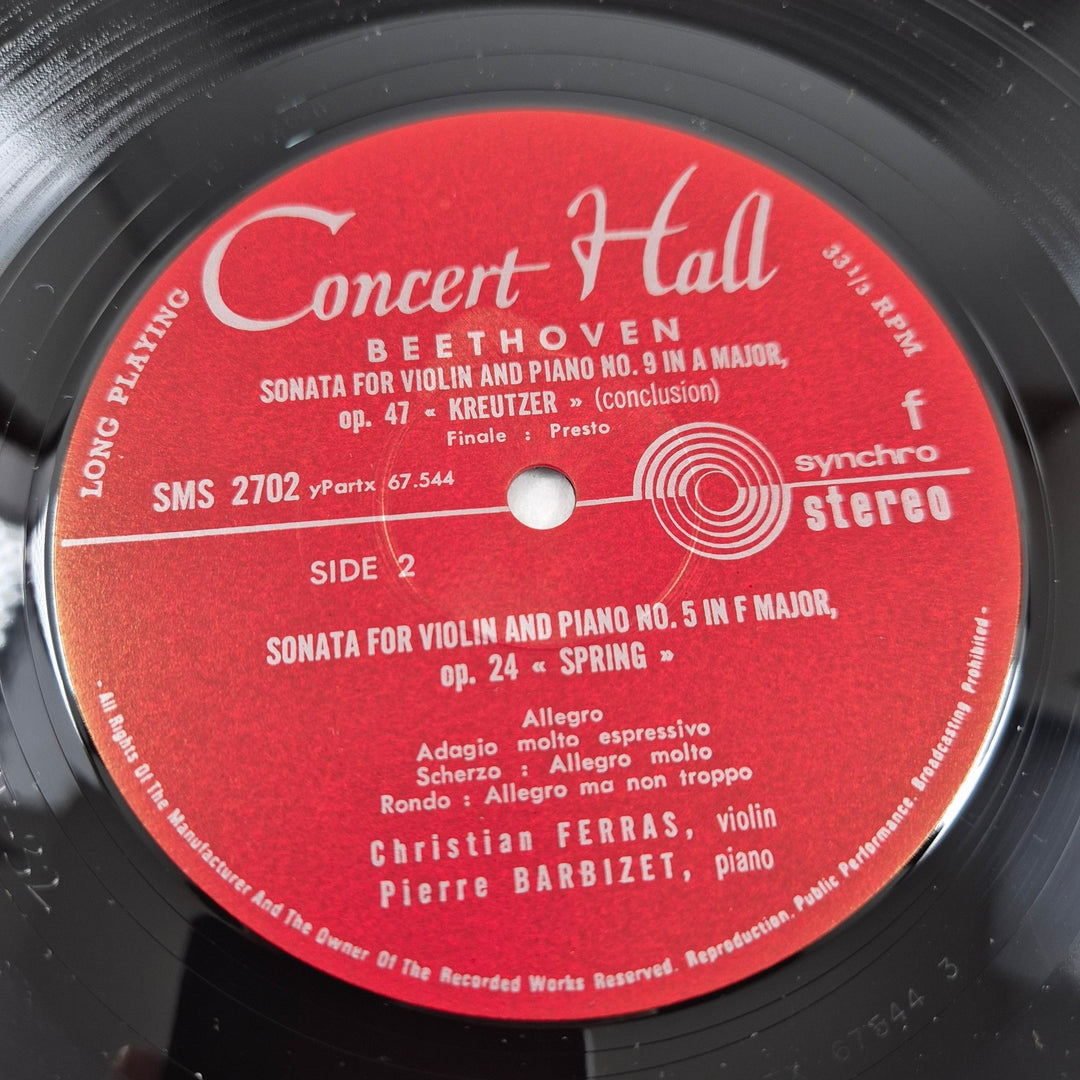 Concert Hall
LONG PLAYING
33 1/3 RPM
BEETHOVEN
SONATA FOR VIOLIN AND PIANO NO. 9 IN A MAJOR,
op. 47 « KREUTZER » (conclusion)
Finale : Presto
f
synchro
stereo
SMS 2702 yPartx 67.544
SIDE 2
SONATA FOR VIOLIN AND PIANO NO. 5 IN F MAJOR,
op. 24 « SPRING »
Allegro
Adagio molto espressivo
Scherzo : Allegro molto
Rondo : Allegro ma non troppo
Christian FERRAS, violin
Pierre BARBIZET, piano
- All Rights Of The Manufacturer And The Owner Of The Recorded Works Reserved. Reproduction. Public Performance. Broadcasting Prohibited -
67544 3